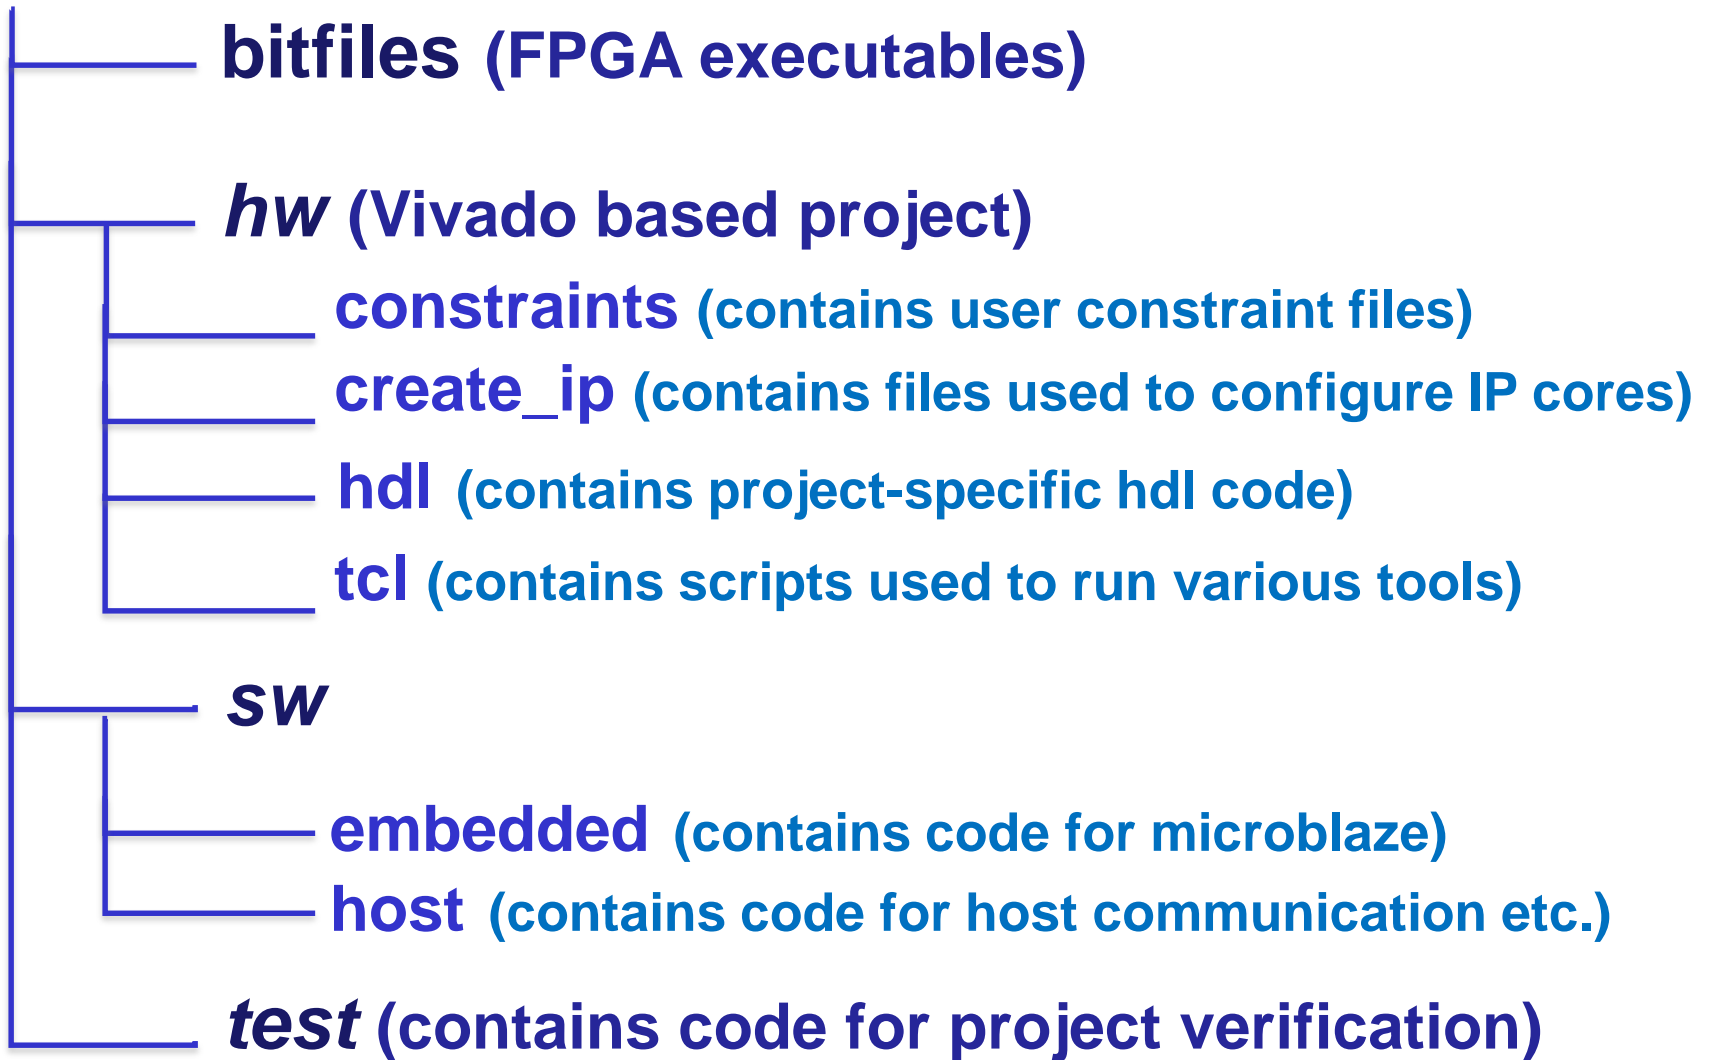 bitfiles (FPGA executables)
hw (Vivado based project)
constraints (contains user constraint files)
create_ip (contains files used to configure IP cores)
hdl (contains project-specific hdl code)
tcl (contains scripts used to run various tools)
sw
embedded (contains code for microblaze)
host (contains code for host communication etc.)
test (contains code for project verification)